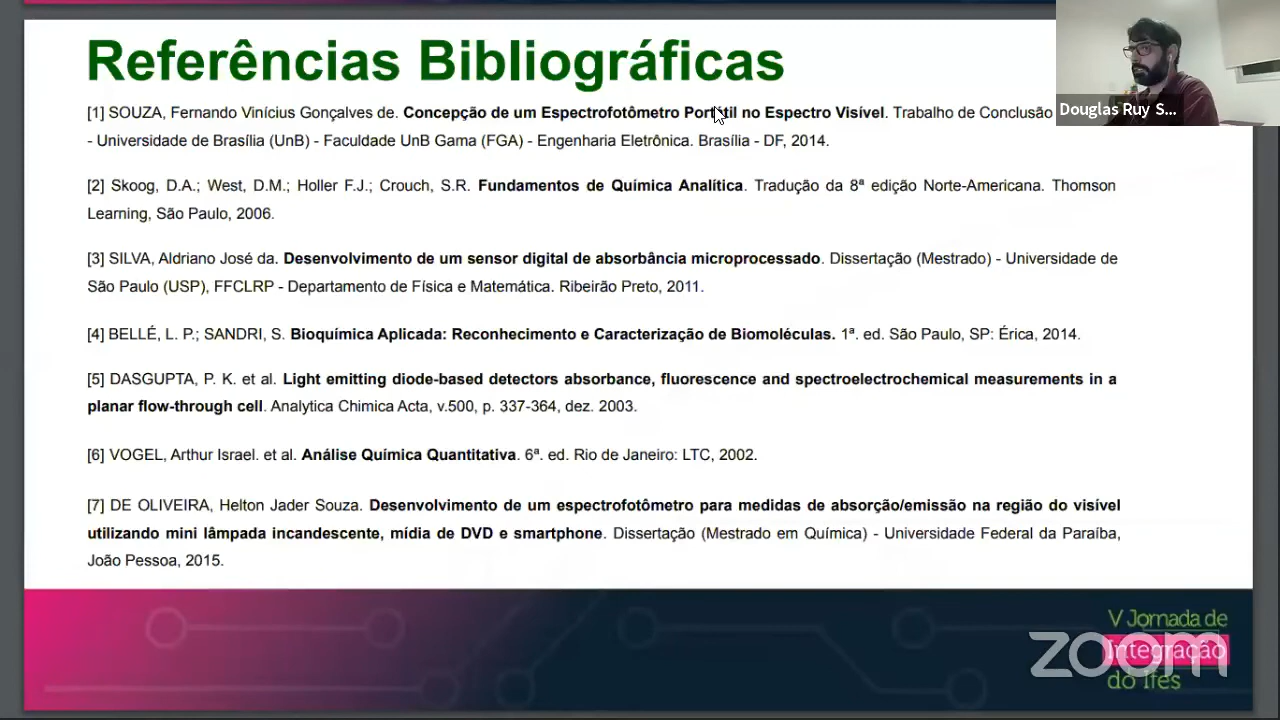 Referências Bibliográficas
[1] SOUZA, Fernando Vinícius Gonçalves de. Concepção de um Espectrofotômetro Portátil no Espectro Visível. Trabalho de Conclusão
- Universidade de Brasília (UnB) - Faculdade UnB Gama (FGA) - Engenharia Eletrônica. Brasília - DF, 2014.
[2] Skoog, D.A.; West, D.M.; Holler F.J.; Crouch, S.R. Fundamentos de Química Analítica. Tradução da 8ª edição Norte-Americana. Thomson
Learning, São Paulo, 2006.
[3] SILVA, Aldriano José da. Desenvolvimento de um sensor digital de absorbância microprocessado. Dissertação (Mestrado) - Universidade de
São Paulo (USP), FFCLRP - Departamento de Física e Matemática. Ribeirão Preto, 2011.
[4] BELLÉ, L. P.; SANDRI, S. Bioquímica Aplicada: Reconhecimento e Caracterização de Biomoléculas. 1ª. ed. São Paulo, SP: Érica, 2014.
[5] DASGUPTA, P. K. et al. Light emitting diode-based detectors absorbance, fluorescence and spectroelectrochemical measurements in a
planar flow-through cell. Analytica Chimica Acta, v.500, p. 337-364, dez. 2003.
[6] VOGEL, Arthur Israel. et al. Análise Química Quantitativa. 6ª. ed. Rio de Janeiro: LTC, 2002.
[7] DE OLIVEIRA, Helton Jader Souza. Desenvolvimento de um espectrofotômetro para medidas de absorção/emissão na região do visível
utilizando mini lâmpada incandescente, mídia de DVD e smartphone. Dissertação (Mestrado em Química) - Universidade Federal da Paraíba,
João Pessoa, 2015.
Douglas Ruy S...
V Jornada de
Integração
do Ifes
zoom